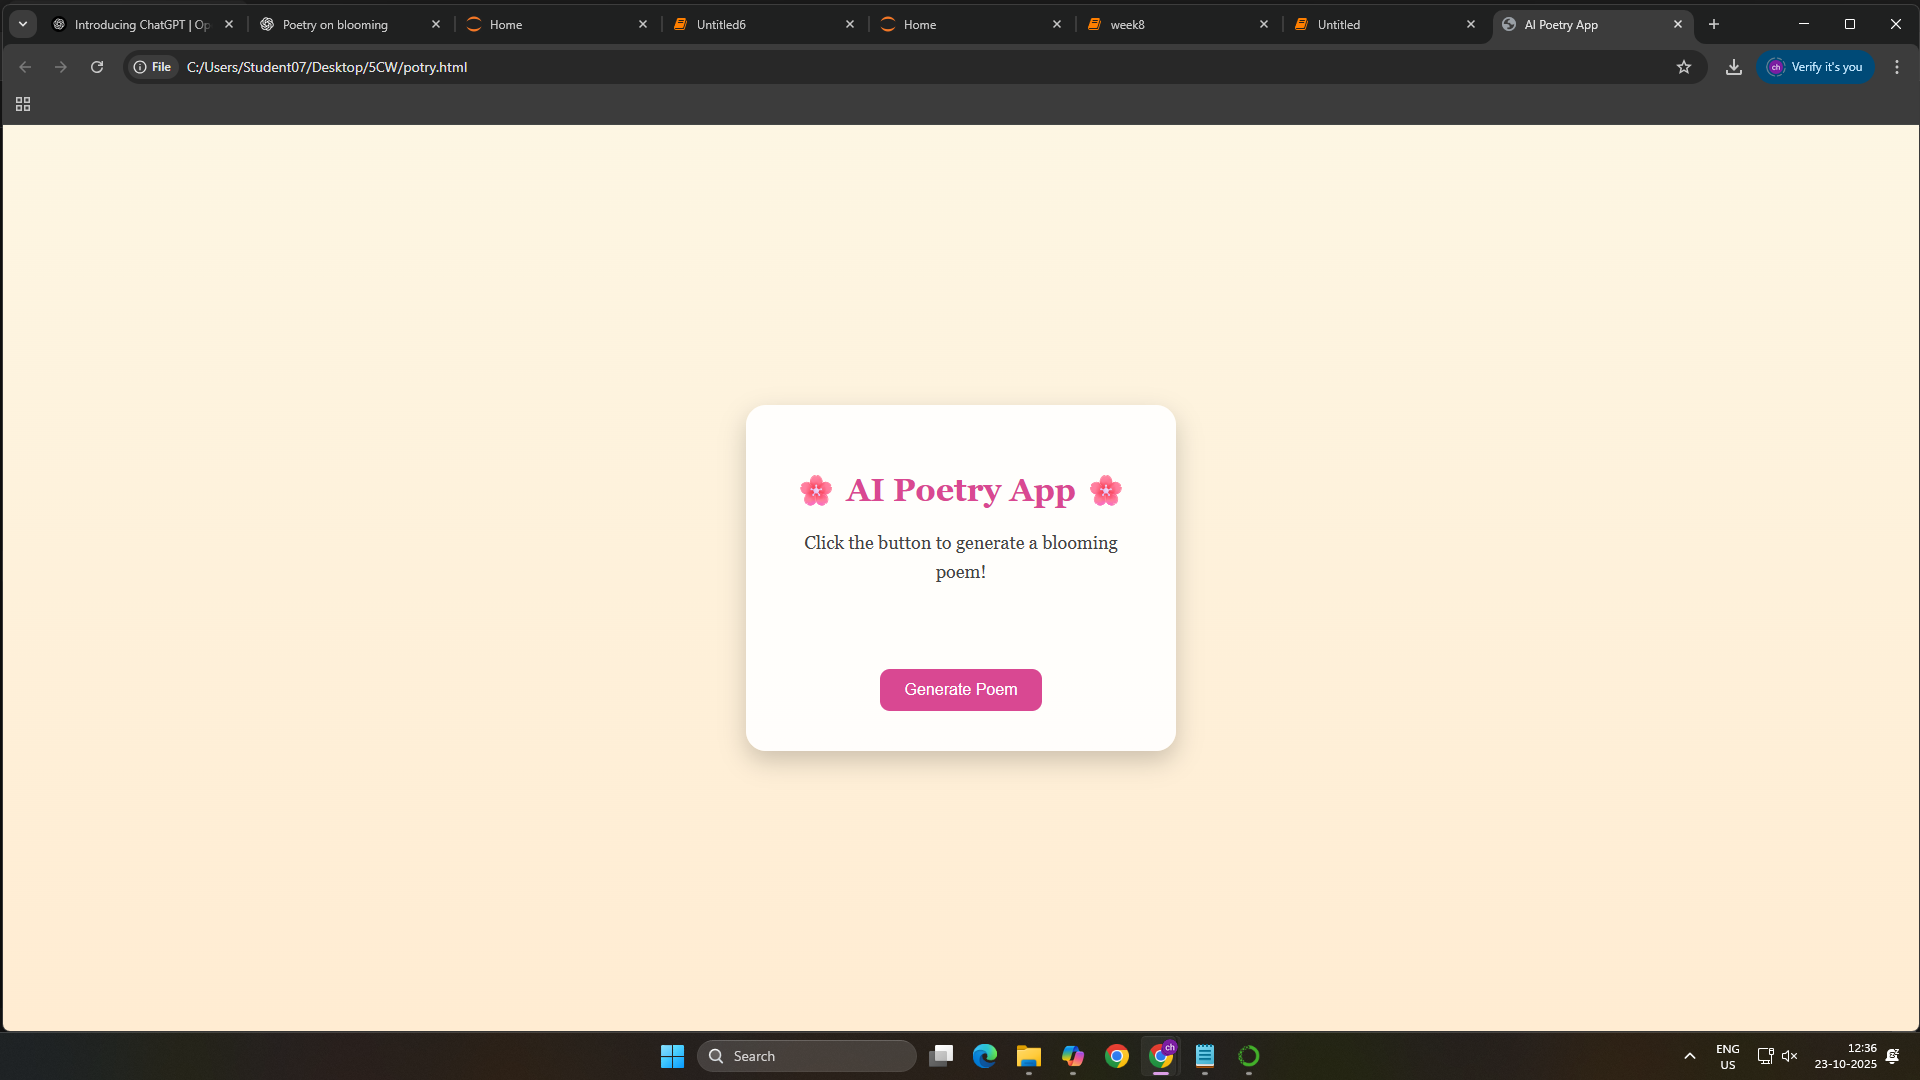 Introducing ChatGPT | Op
Poetry on blooming
Home
Untitled6
Home
week8
Untitled
AI Poetry App
File
C:/Users/Student07/Desktop/5CW/potry.html
ch
Verify it's you
🌸 AI Poetry App 🌸
Click the button to generate a blooming
poem!
Generate Poem
Search
ch
ENG
US
12:36
23-10-2025